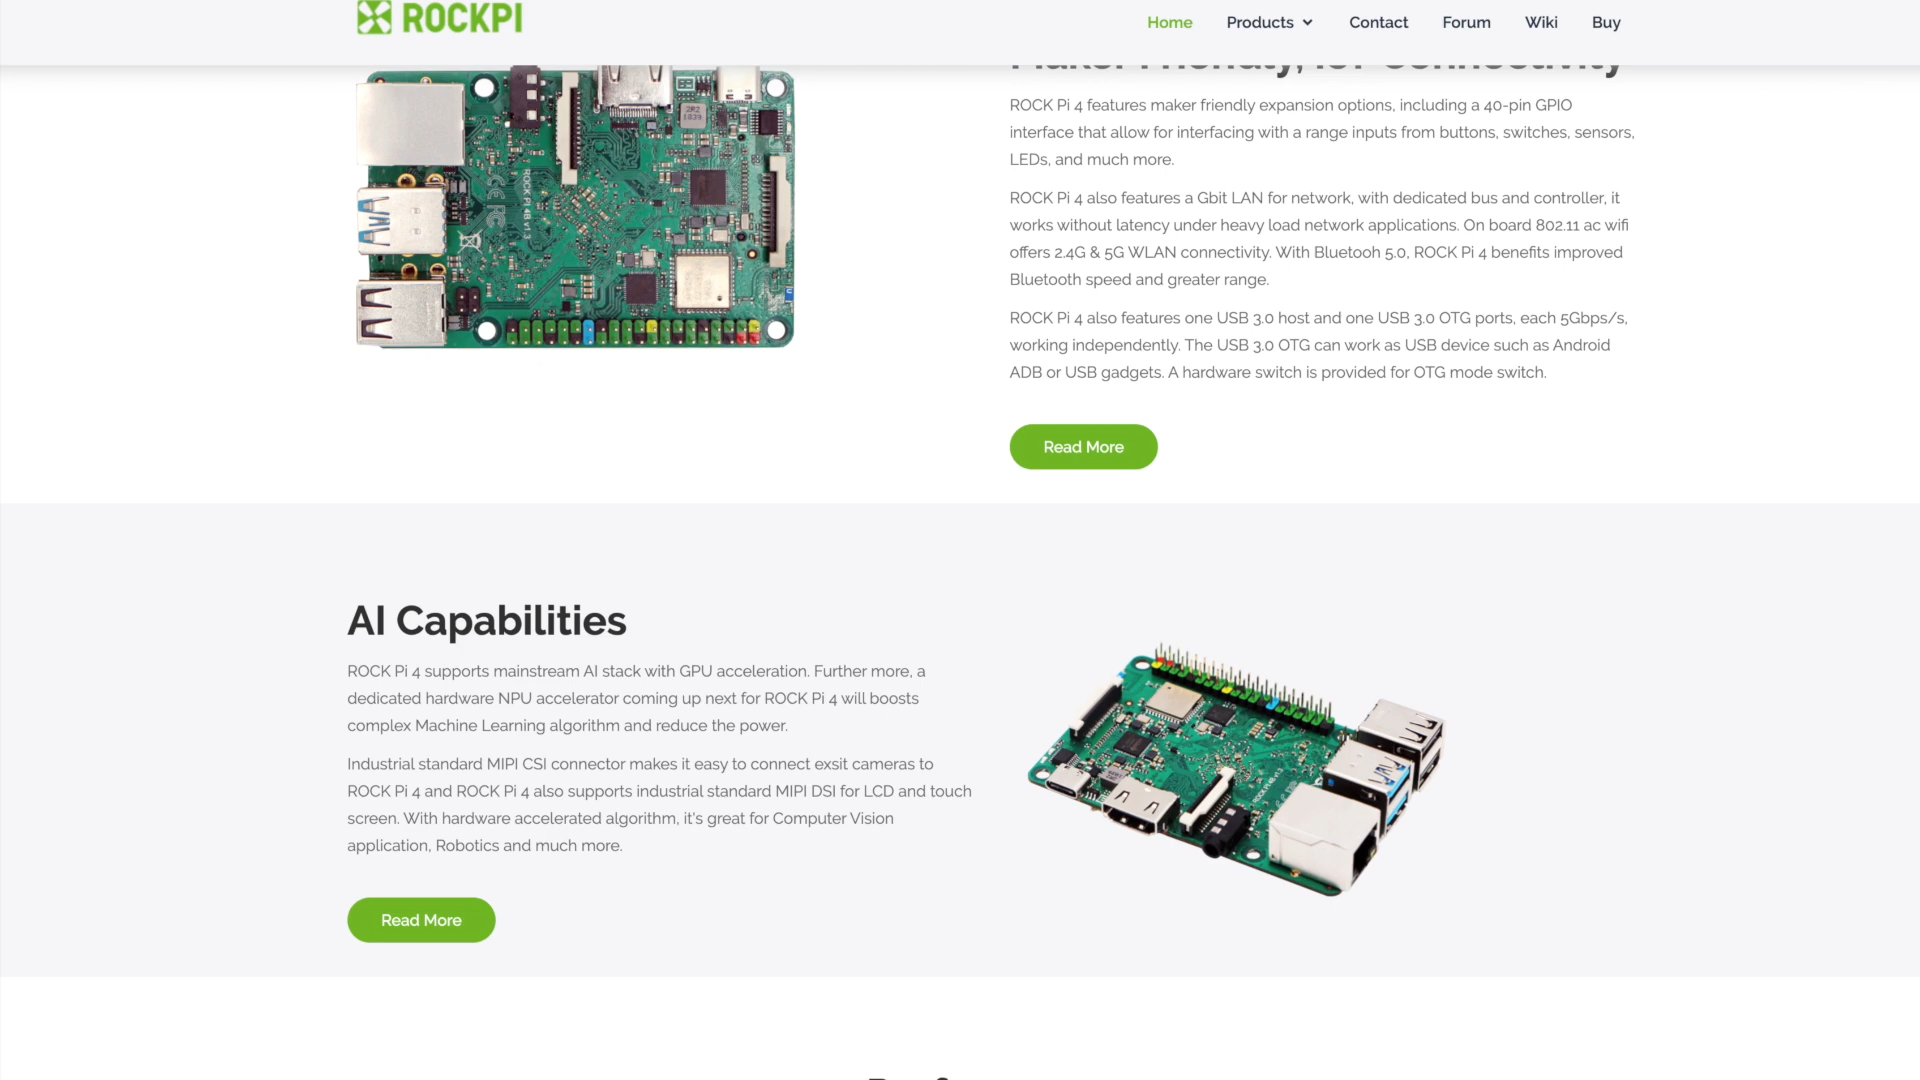 ROCKPI
Home Products Contact Forum Wiki Buy
Maker Friendly, IoT Connectivity
ROCK Pi 4 features maker friendly expansion options, including a 40-pin GPIO
interface that allow for interfacing with a range inputs from buttons, switches, sensors,
LEDs, and much more.
ROCK Pi 4 also features a Gbit LAN for network, with dedicated bus and controller, it
works without latency under heavy load network applications. On board 802.11 ac wifi
offers 2.4G & 5G WLAN connectivity. With Bluetooh 5.0, ROCK Pi 4 benefits improved
Bluetooth speed and greater range.
ROCK Pi 4 also features one USB 3.0 host and one USB 3.0 OTG ports, each 5Gbps/s,
working independently. The USB 3.0 OTG can work as USB device such as Android
ADB or USB gadgets. A hardware switch is provided for OTG mode switch.
Read More
ROCK PI 4B v1.3
AI Capabilities
ROCK Pi 4 supports mainstream AI stack with GPU acceleration. Further more, a
dedicated hardware NPU accelerator coming up next for ROCK Pi 4 will boosts
complex Machine Learning algorithm and reduce the power.
Industrial standard MIPI CSI connector makes it easy to connect exsit cameras to
ROCK Pi 4 and ROCK Pi 4 also supports industrial standard MIPI DSI for LCD and touch
screen. With hardware accelerated algorithm, it's great for Computer Vision
application, Robotics and much more.
Read More